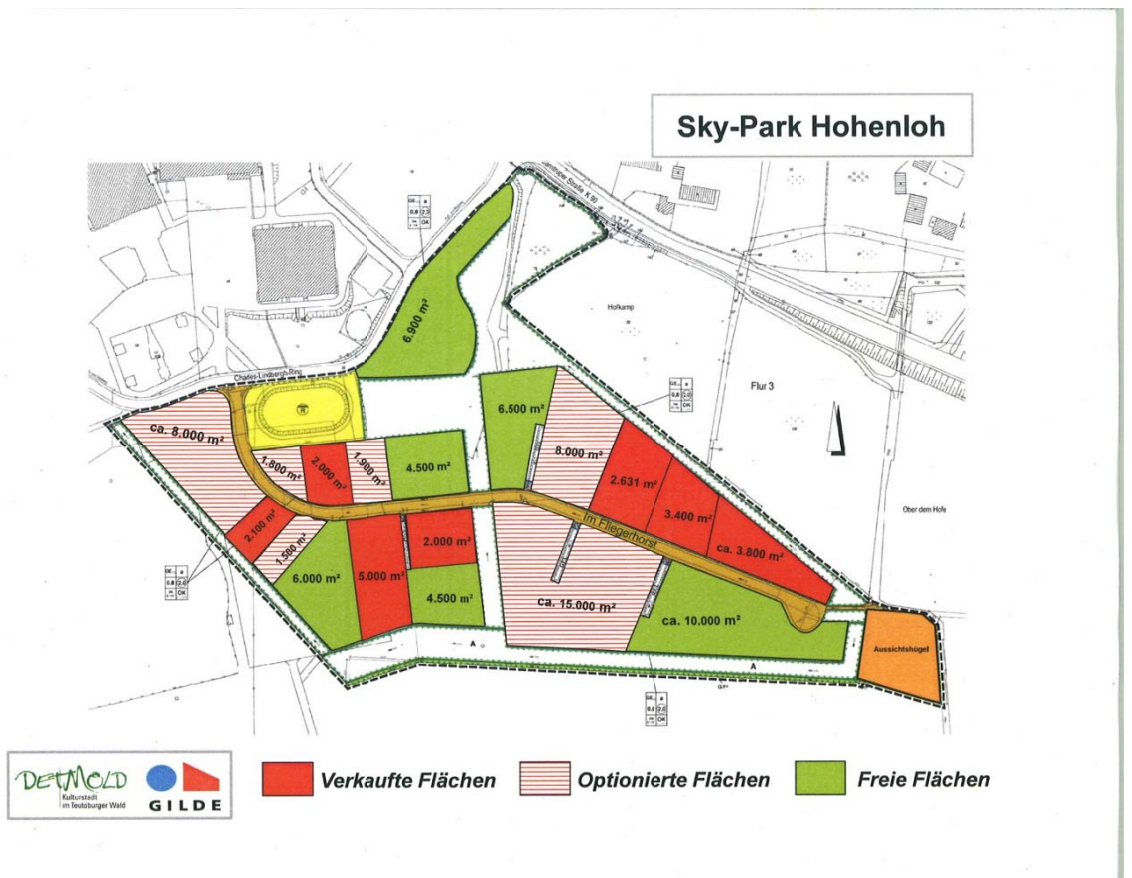 Sky-Park Hohenloh
Straße K 90
6.900 m²
Hofkamp
Charles-Lindbergh-Ring
Flur 3
ca. 8.000 m²
6.500 m²
1.800 m²
2.000 m²
1.900 m²
4.500 m²
8.000 m²
2.631 m²
3.400 m²
ca. 3.800 m²
Im Fliegerhorst
Ober dem Hofe
2.100 m²
1.500 m²
6.000 m²
5.000 m²
2.000 m²
4.500 m²
ca. 15.000 m²
ca. 10.000 m²
Aussichtshügel
A
A
DETMOLD
Kulturstadt
im Teutoburger Wald
GILDE
Verkaufte Flächen
Optionierte Flächen
Freie Flächen